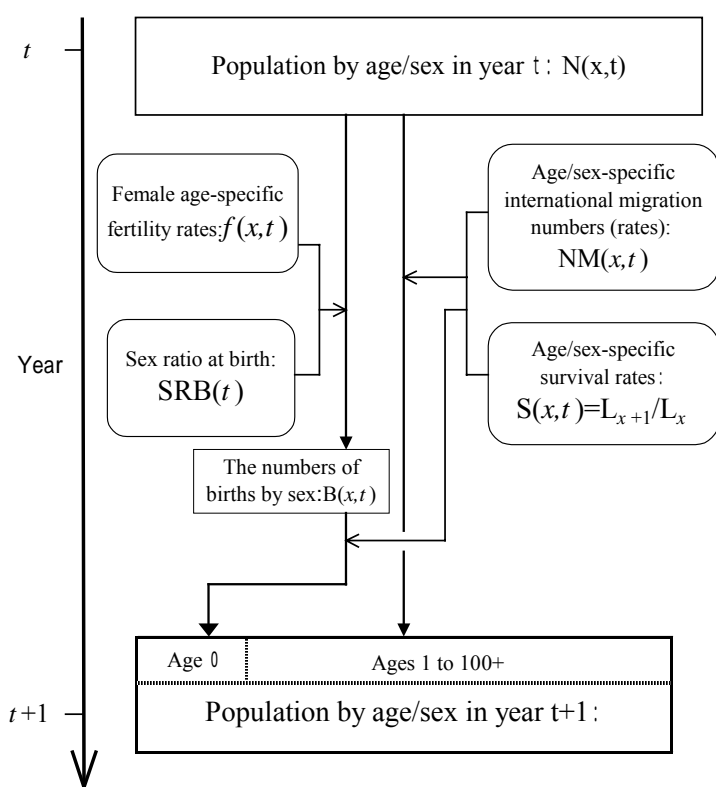 t
Population by age/sex in year t: N(x,t)
Female age-specific
fertility rates:f(x,t)
Age/sex-specific
international migration
numbers (rates):
NM(x,t)
Year
Sex ratio at birth:
SRB(t)
Age/sex-specific
survival rates:
S(x,t)=Lx+1/Lx
The numbers of
births by sex:B(x,t)
Age 0
Ages 1 to 100+
t+1
Population by age/sex in year t+1: